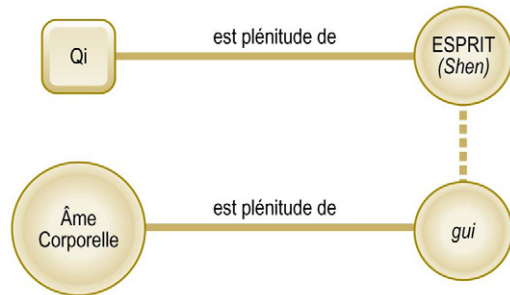 Qi
est plénitude de
ESPRIT
(Shen)
Âme
Corporelle
est plénitude de
gui